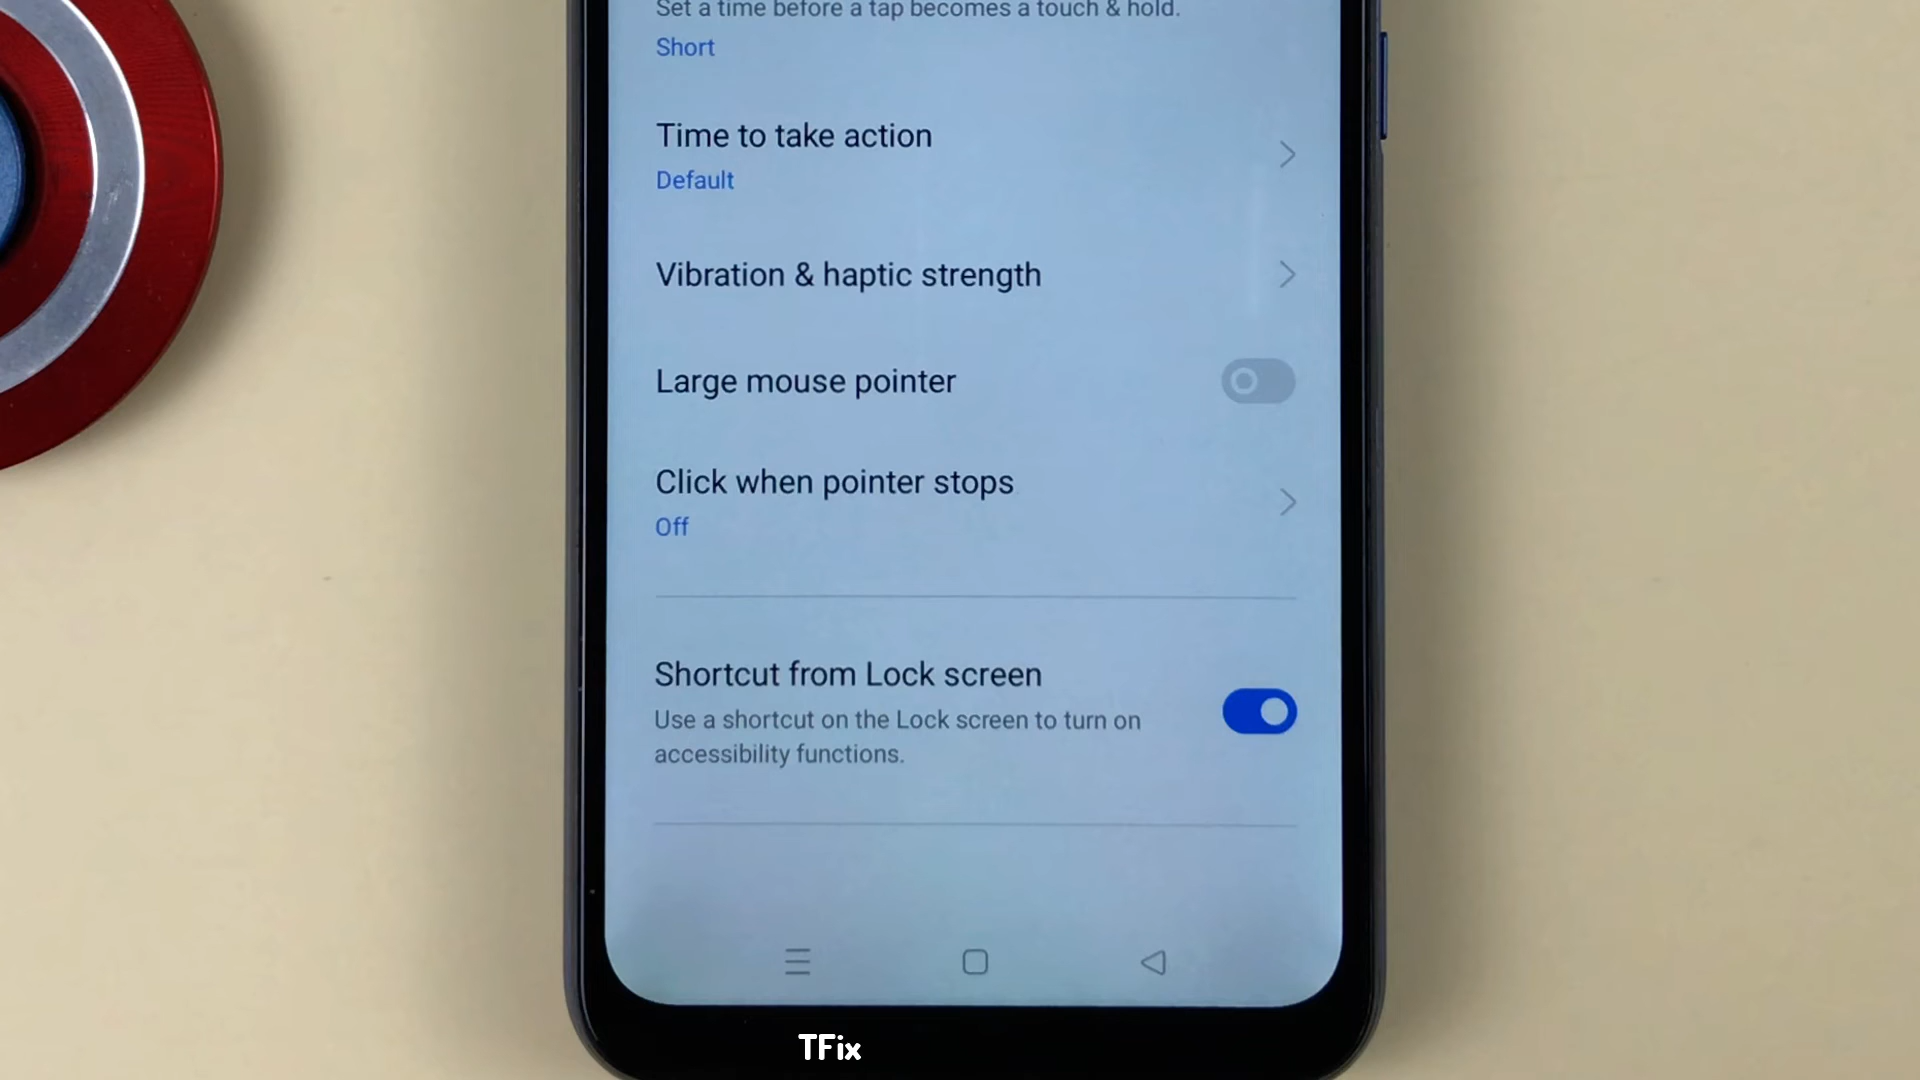 Set a time before a tap becomes a touch & hold.
Short
Time to take action
Default
Vibration & haptic strength
Large mouse pointer
Click when pointer stops
Off
Shortcut from Lock screen
Use a shortcut on the Lock screen to turn on
accessibility functions.
TFix